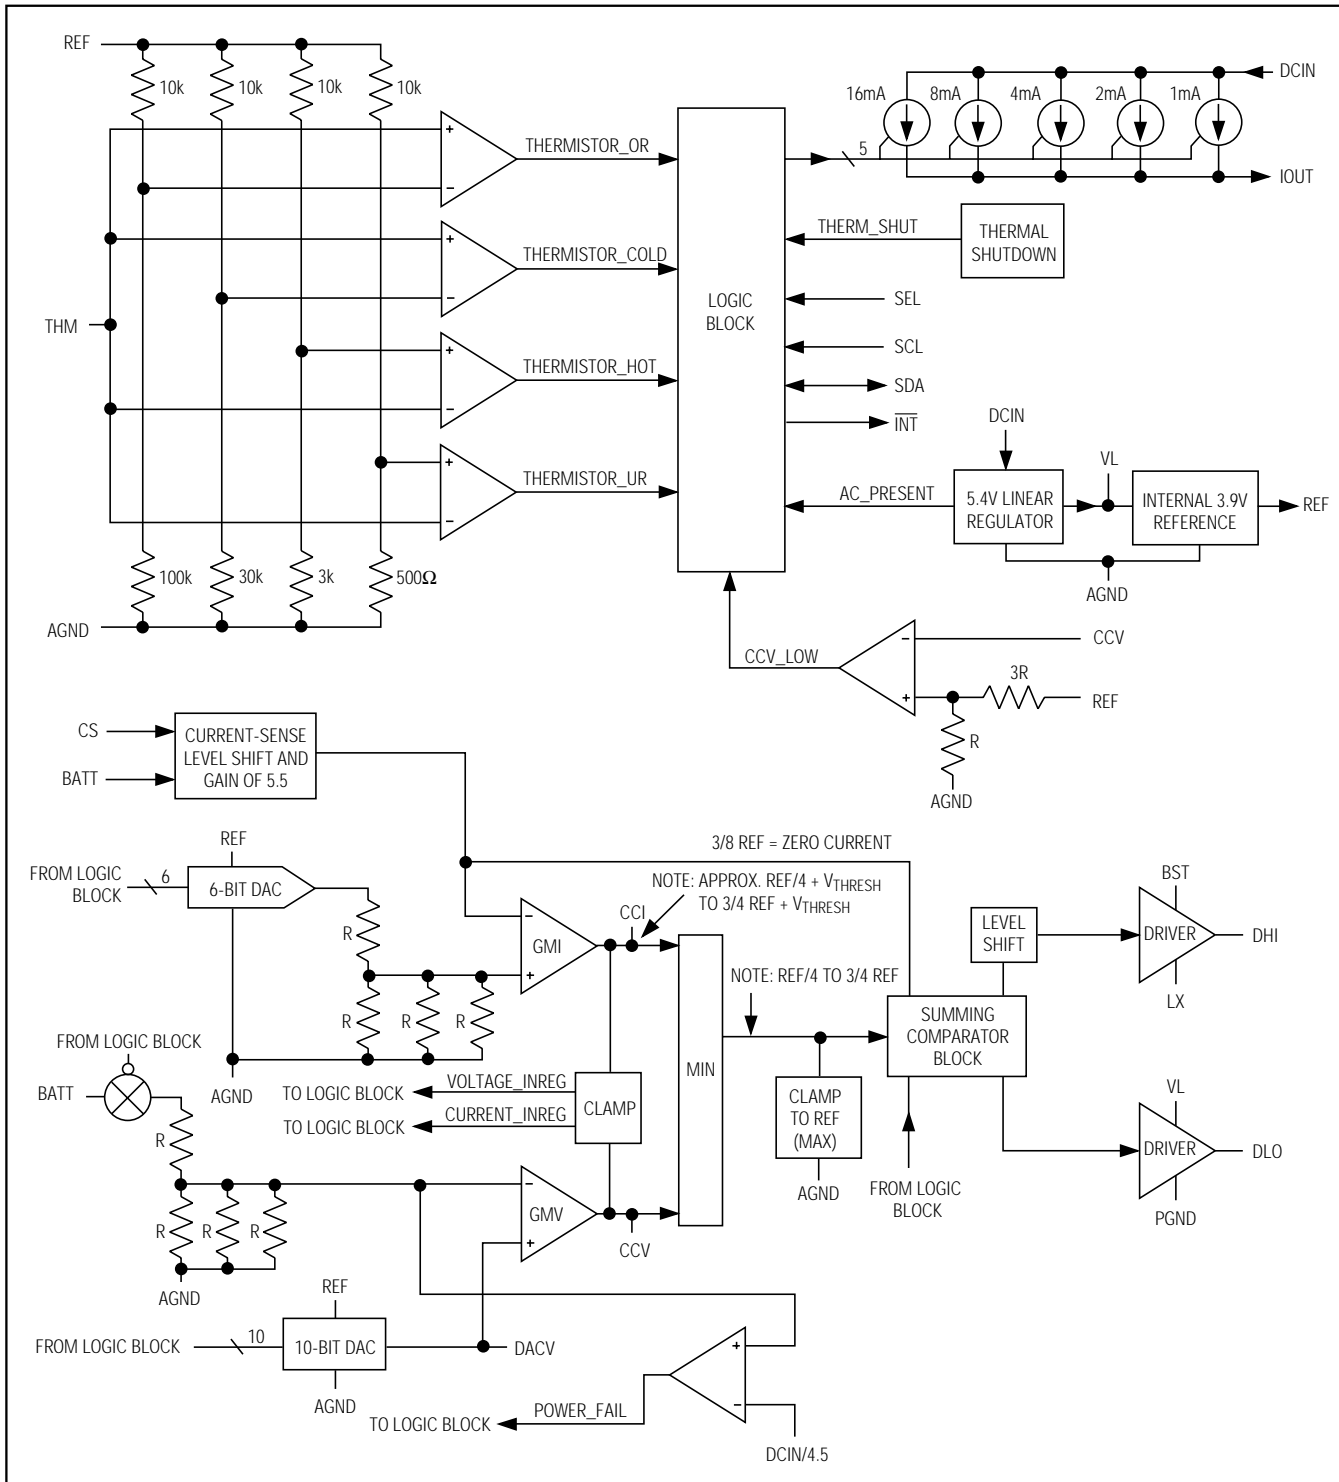 REF
10k
10k
10k
10k
+
−
THERMISTOR_OR
+
−
THERMISTOR_COLD
THM
+
−
THERMISTOR_HOT
+
−
THERMISTOR_UR
100k
30k
3k
500Ω
AGND
LOGIC
BLOCK
DCIN
16mA
8mA
4mA
2mA
1mA
5
IOUT
THERM_SHUT
THERMAL
SHUTDOWN
SEL
SCL
SDA
INT
DCIN
VL
AC_PRESENT
5.4V LINEAR
REGULATOR
INTERNAL 3.9V
REFERENCE
REF
AGND
CCV_LOW
−
+
CCV
3R
REF
R
AGND
CS
BATT
CURRENT-SENSE
LEVEL SHIFT AND
GAIN OF 5.5
REF
FROM LOGIC
BLOCK
6
6-BIT DAC
R
R
R
R
AGND
−
GMI
+
CCI
3/8 REF = ZERO CURRENT
NOTE: APPROX. REF/4 + VTHRESH
TO 3/4 REF + VTHRESH
NOTE: REF/4 TO 3/4 REF
MIN
FROM LOGIC BLOCK
BATT
R
R
R
R
AGND
TO LOGIC BLOCK
VOLTAGE_INREG
TO LOGIC BLOCK
CURRENT_INREG
CLAMP
−
GMV
+
CCV
CLAMP
TO REF
(MAX)
AGND
SUMMING
COMPARATOR
BLOCK
FROM LOGIC
BLOCK
LEVEL
SHIFT
BST
DRIVER
DHI
LX
VL
DRIVER
DLO
PGND
REF
FROM LOGIC BLOCK
10
10-BIT DAC
DACV
AGND
+
−
TO LOGIC BLOCK
POWER_FAIL
DCIN/4.5